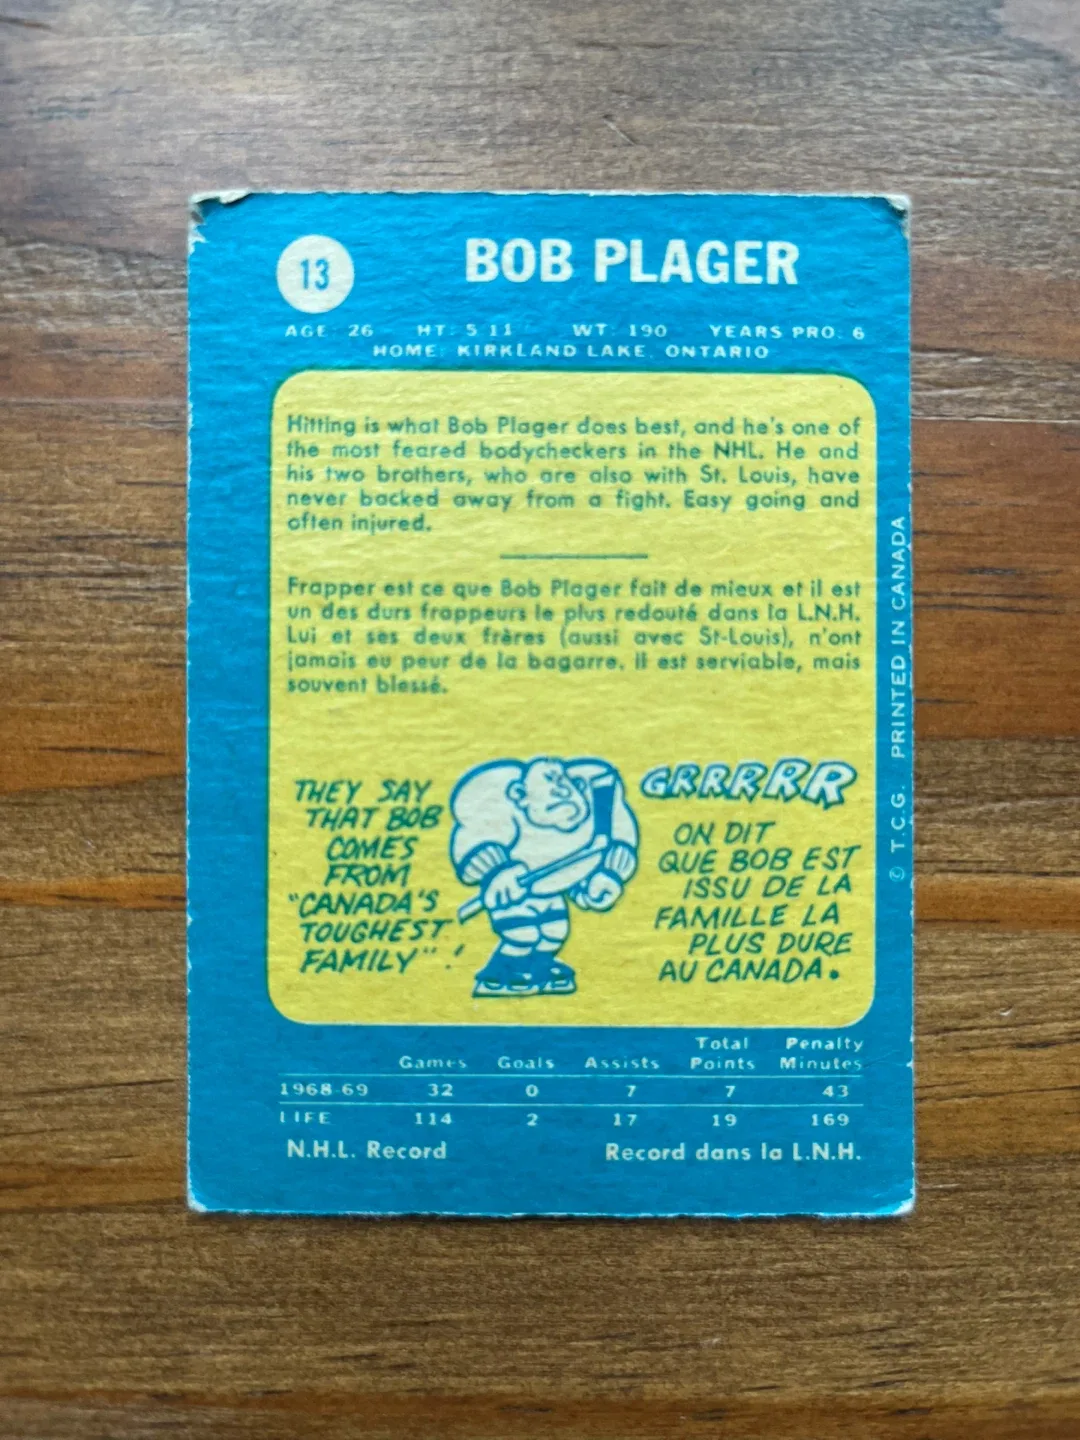 13
BOB PLAGER
AGE: 26 HT: 5 11 WT: 190 YEARS PRO: 6
HOME: KIRKLAND LAKE, ONTARIO
Hitting is what Bob Plager does best, and he's one of
the most feared bodycheckers in the NHL. He and
his two brothers, who are also with St. Louis, have
never backed away from a fight. Easy going and
often injured.
Frapper est ce que Bob Plager fait de mieux et il est
un des durs frappeurs le plus redouté dans la L.N.H.
Lui et ses deux frères (aussi avec St-Louis), n'ont
jamais eu peur de la bagarre. Il est serviable, mais
souvent blessé.
THEY SAY
THAT BOB
COMES
FROM
"CANADA'S
TOUGHEST
FAMILY"!
GRRRRR
ON DIT
QUE BOB EST
ISSU DE LA
FAMILLE LA
PLUS DURE
AU CANADA.
© T.C.G. PRINTED IN CANADA
Total Penalty
Games Goals Assists Points Minutes
1968-69 32 0 7 7 43
LIFE 114 2 17 19 169
N.H.L. Record Record dans la L.N.H.